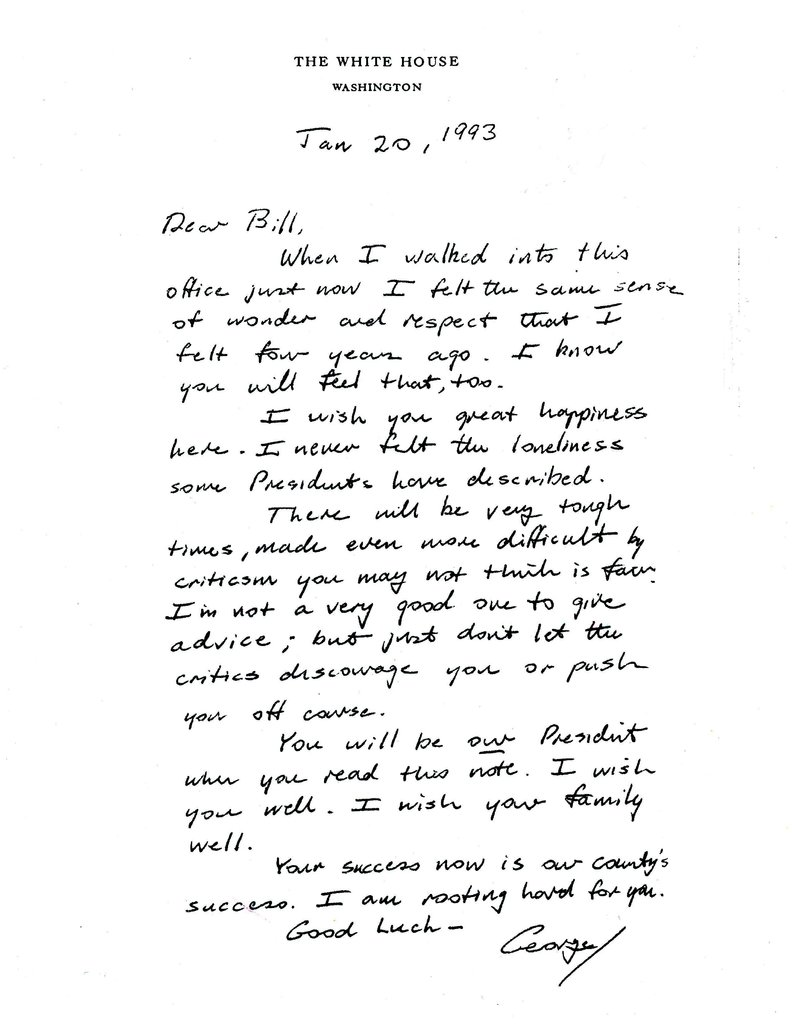 THE WHITE HOUSE
WASHINGTON
Jan 20, 1993
Dear Bill,
When I walked into this
office just now I felt the same sense
of wonder and respect that I
felt four years ago. I know
you will feel that, too.
I wish you great happiness
here. I never felt the loneliness
some Presidents have described.
There will be very tough
times, made even more difficult by
criticsm you may not think is fair.
I'm not a very good one to give
advice; but just don't let the
critics discourage you or push
you off course.
You will be our President
when you read this note. I wish
you well. I wish your family
well.
Your success now is our county's
success. I am rooting hard for you.
Good Luck—
George